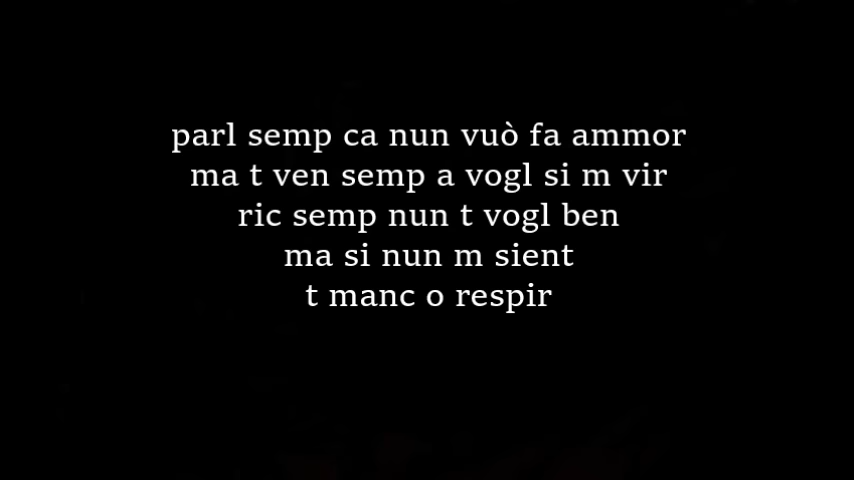 parl semp ca nun vuò fa ammor
ma t ven semp a vogl si m vir
ric semp nun t vogl ben
ma si nun m sient
t manc o respir